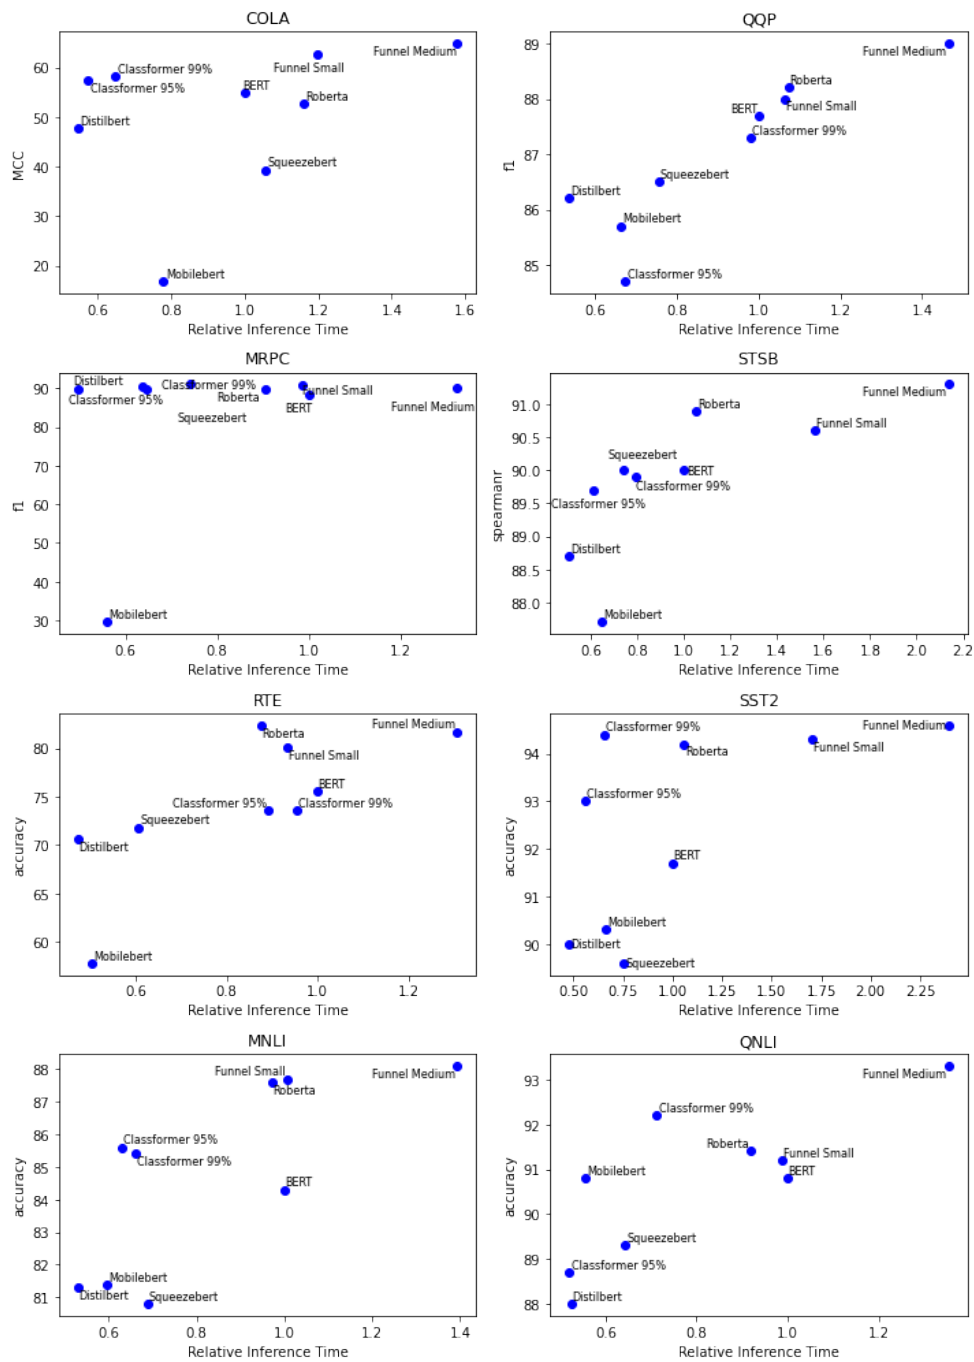 COLA
MCC
60
50
40
30
20
Funnel Medium
Funnel Small
Classformer 99%
Classformer 95%
BERT
Roberta
Distilbert
Squeezebert
Mobilebert
0.6 0.8 1.0 1.2 1.4 1.6
Relative Inference Time
QQP
f1
89
88
87
86
85
Funnel Medium
Roberta
Funnel Small
BERT
Classformer 99%
Squeezebert
Distilbert
Mobilebert
Classformer 95%
0.6 0.8 1.0 1.2 1.4
Relative Inference Time
MRPC
f1
90
80
70
60
50
40
30
Distilbert
Classformer 99%
Classformer 95%
Roberta
Funnel Small
BERT
Funnel Medium
Squeezebert
Mobilebert
0.6 0.8 1.0 1.2
Relative Inference Time
STSB
spearmanr
91.0
90.5
90.0
89.5
89.0
88.5
88.0
Funnel Medium
Roberta
Funnel Small
Squeezebert
BERT
Classformer 99%
Classformer 95%
Distilbert
Mobilebert
0.6 0.8 1.0 1.2 1.4 1.6 1.8 2.0 2.2
Relative Inference Time
RTE
accuracy
80
75
70
65
60
Funnel Medium
Roberta
Funnel Small
BERT
Classformer 95%
Classformer 99%
Squeezebert
Distilbert
Mobilebert
0.6 0.8 1.0 1.2
Relative Inference Time
SST2
accuracy
94
93
92
91
90
Classformer 99%
Funnel Medium
Roberta
Funnel Small
Classformer 95%
BERT
Mobilebert
Distilbert
Squeezebert
0.50 0.75 1.00 1.25 1.50 1.75 2.00 2.25
Relative Inference Time
MNLI
accuracy
88
87
86
85
84
83
82
81
Funnel Small
Funnel Medium
Roberta
Classformer 95%
Classformer 99%
BERT
Mobilebert
Distilbert
Squeezebert
0.6 0.8 1.0 1.2 1.4
Relative Inference Time
QNLI
accuracy
93
92
91
90
89
88
Funnel Medium
Classformer 99%
Roberta
Funnel Small
BERT
Mobilebert
Squeezebert
Classformer 95%
Distilbert
0.6 0.8 1.0 1.2
Relative Inference Time